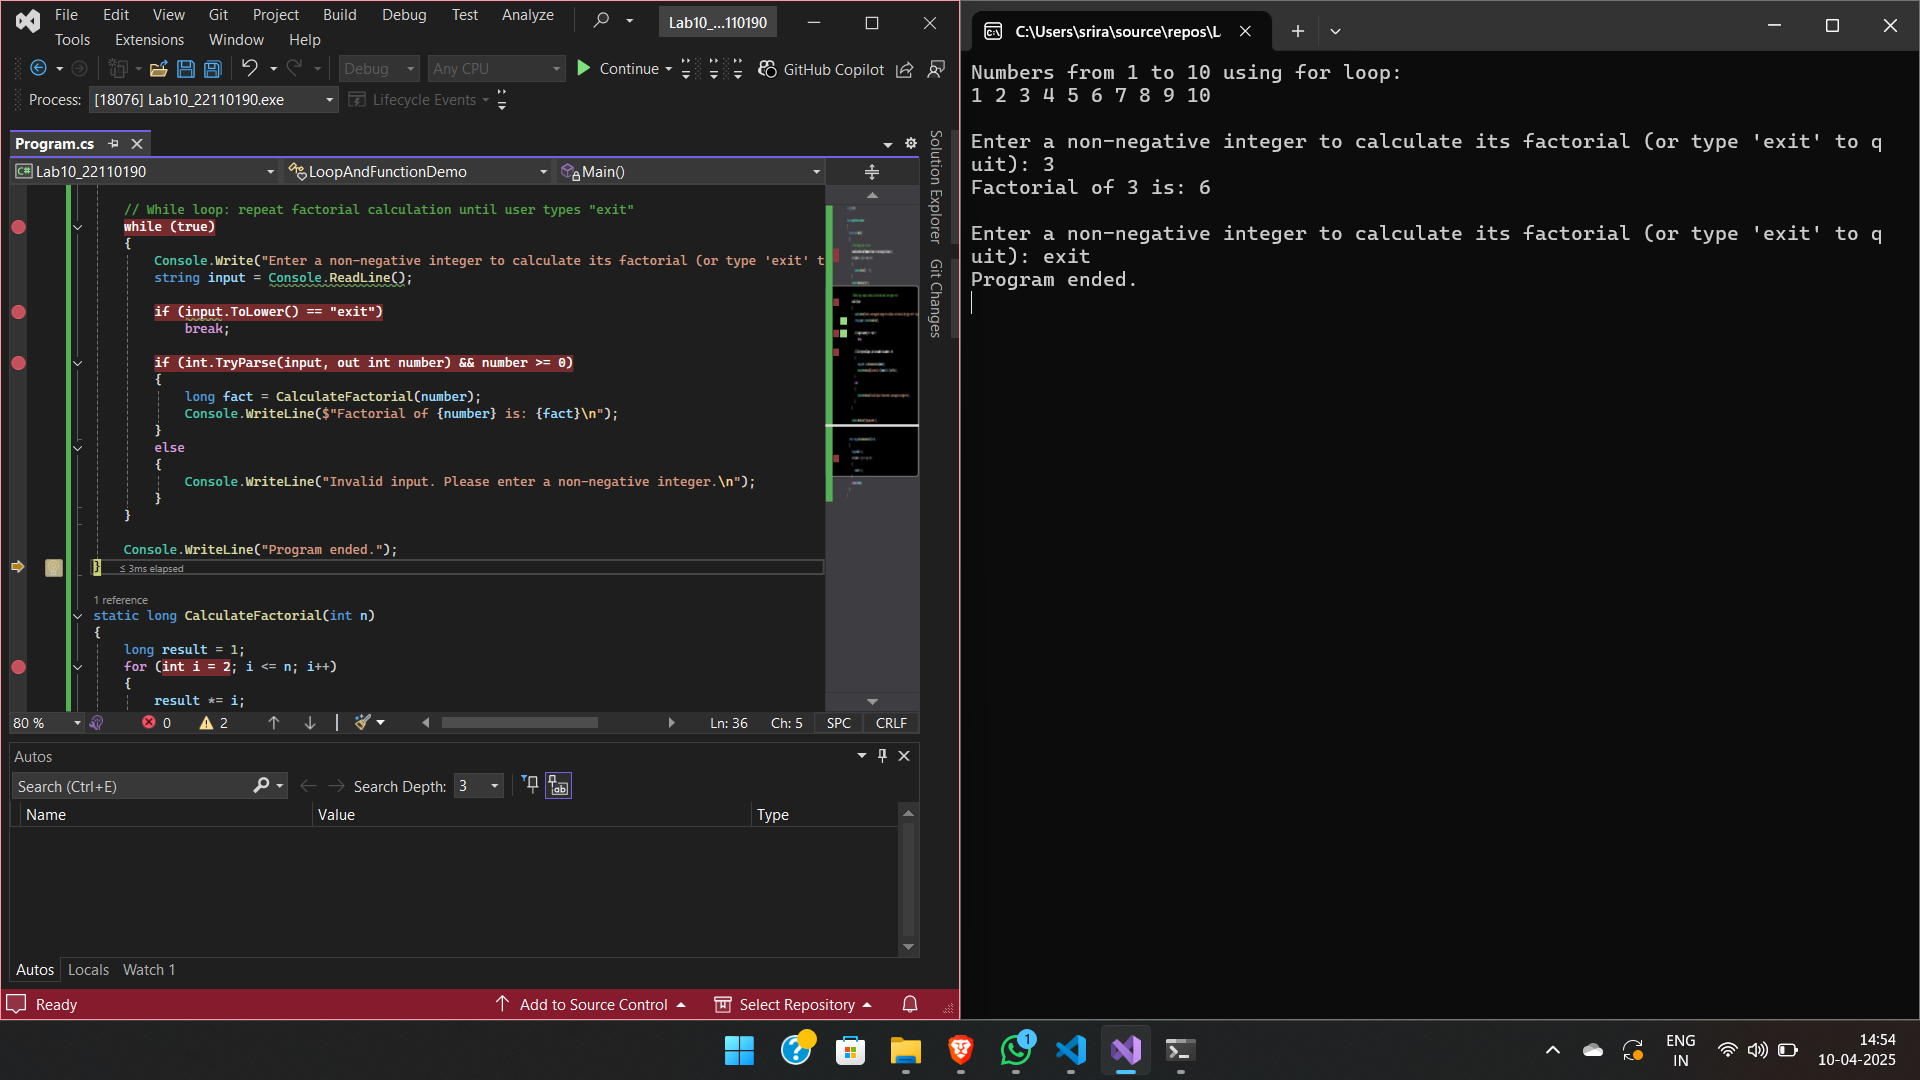 File Edit View Git Project Build Debug Test Analyze Lab10_...110190
Tools Extensions Window Help
Debug Any CPU Continue GitHub Copilot
Process: [18076] Lab10_22110190.exe Lifecycle Events
Program.cs
C# Lab10_22110190 LoopAndFunctionDemo Main()
// While loop: repeat factorial calculation until user types "exit"
while (true)
{
Console.Write("Enter a non-negative integer to calculate its factorial (or type 'exit' t
string input = Console.ReadLine();
if (input.ToLower() == "exit")
break;
if (int.TryParse(input, out int number) && number >= 0)
{
long fact = CalculateFactorial(number);
Console.WriteLine($"Factorial of {number} is: {fact}\n");
}
else
{
Console.WriteLine("Invalid input. Please enter a non-negative integer.\n");
}
}
Console.WriteLine("Program ended.");
} ≤ 3ms elapsed
1 reference
static long CalculateFactorial(int n)
{
long result = 1;
for (int i = 2; i <= n; i++)
{
result *= i;
80 % 0 2 Ln: 36 Ch: 5 SPC CRLF
Solution Explorer
Git Changes
Autos
Search (Ctrl+E) Search Depth: 3
Name Value Type
Autos Locals Watch 1
Ready Add to Source Control Select Repository
C:\Users\srira\source\repos\L
Numbers from 1 to 10 using for loop:
1 2 3 4 5 6 7 8 9 10
Enter a non-negative integer to calculate its factorial (or type 'exit' to q
uit): 3
Factorial of 3 is: 6
Enter a non-negative integer to calculate its factorial (or type 'exit' to q
uit): exit
Program ended.
1
ENG
IN
14:54
10-04-2025